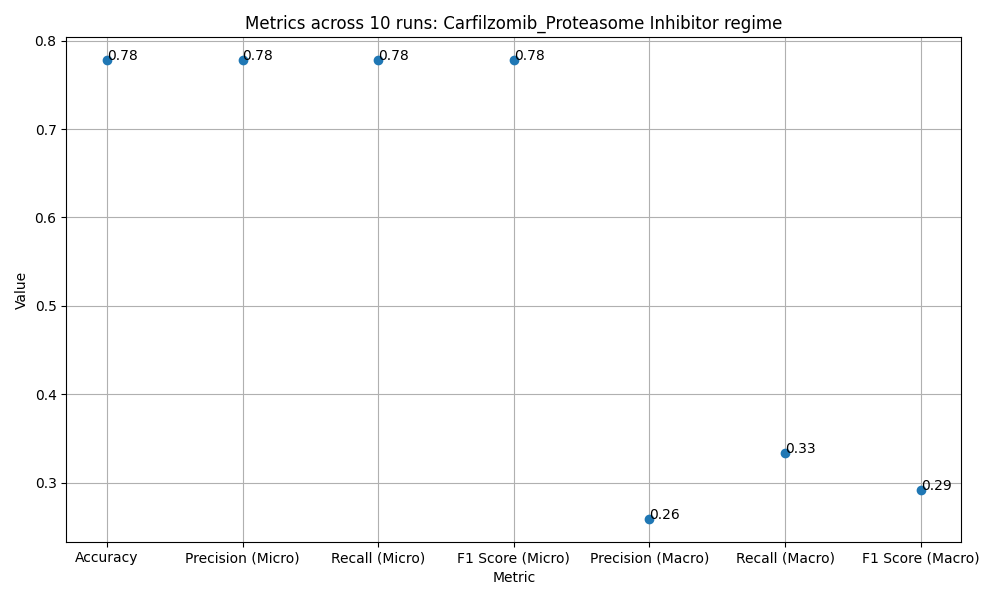 Metrics across 10 runs: Carfilzomib_Proteasome Inhibitor regime
0.8
0.7
0.6
0.5
0.4
0.3
Value
0.78
0.78
0.78
0.78
0.26
0.33
0.29
Accuracy
Precision (Micro)
Recall (Micro)
F1 Score (Micro)
Precision (Macro)
Recall (Macro)
F1 Score (Macro)
Metric